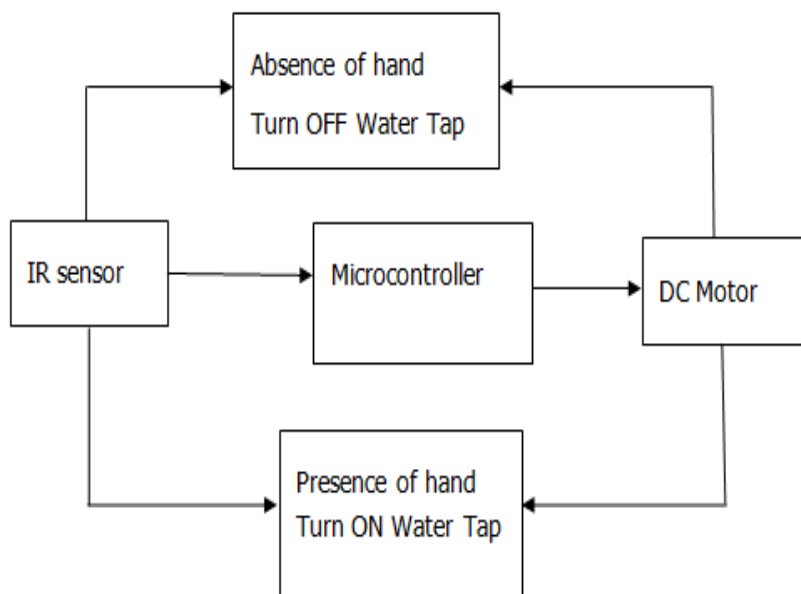 Absence of hand
Turn OFF Water Tap
IR sensor
Microcontroller
DC Motor
Presence of hand
Turn ON Water Tap